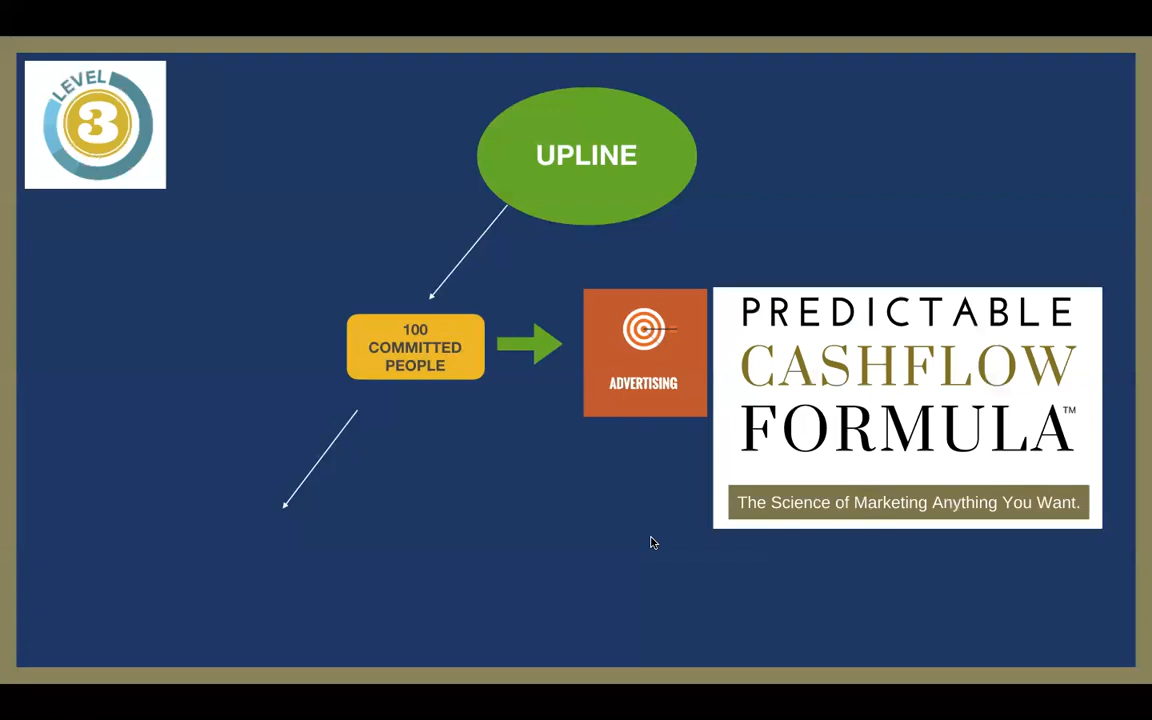 LEVEL
3
UPLINE
100
COMMITTED
PEOPLE
ADVERTISING
PREDICTABLE
CASHFLOW
FORMULA™
The Science of Marketing Anything You Want.